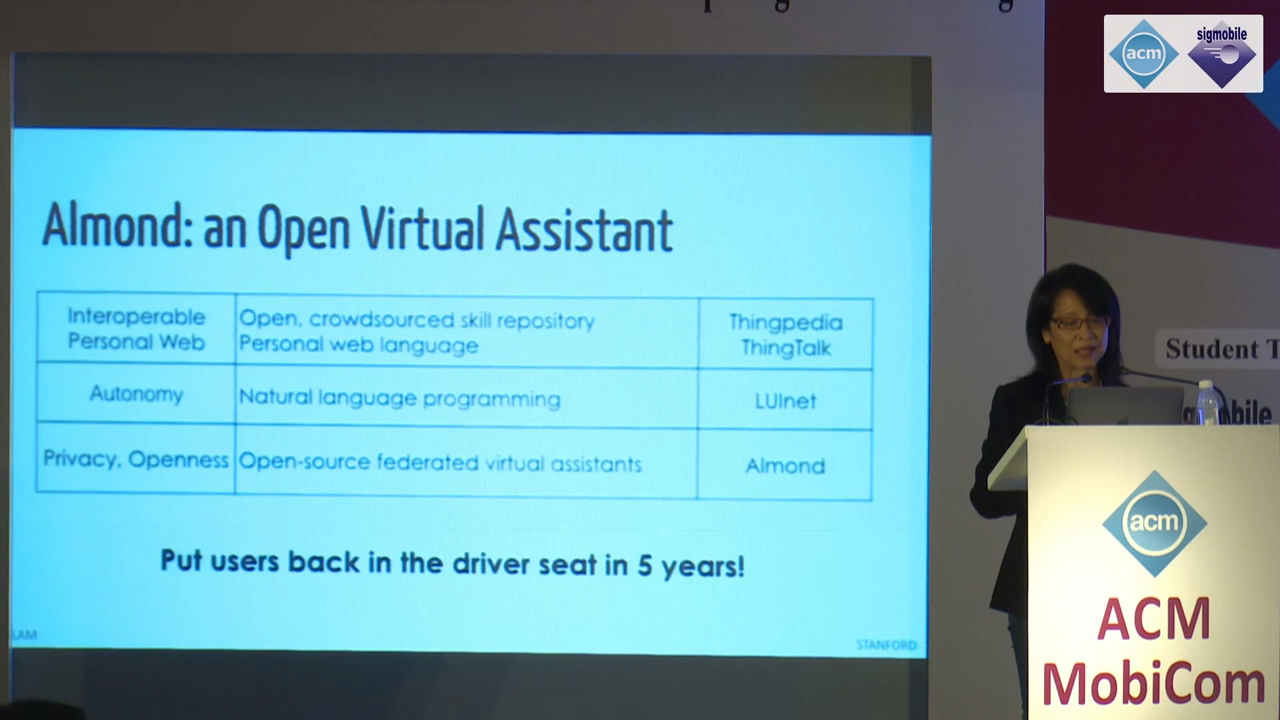 acm
sigmobile
Almond: an Open Virtual Assistant
Interoperable
Personal Web
Open, crowdsourced skill repository
Personal web language
Thingpedia
ThingTalk
Autonomy
Natural language programming
LUInet
Privacy, Openness
Open-source federated virtual assistants
Almond
Put users back in the driver seat in 5 years!
LAM
STANFORD
Student T
acm
ACM
MobiCom